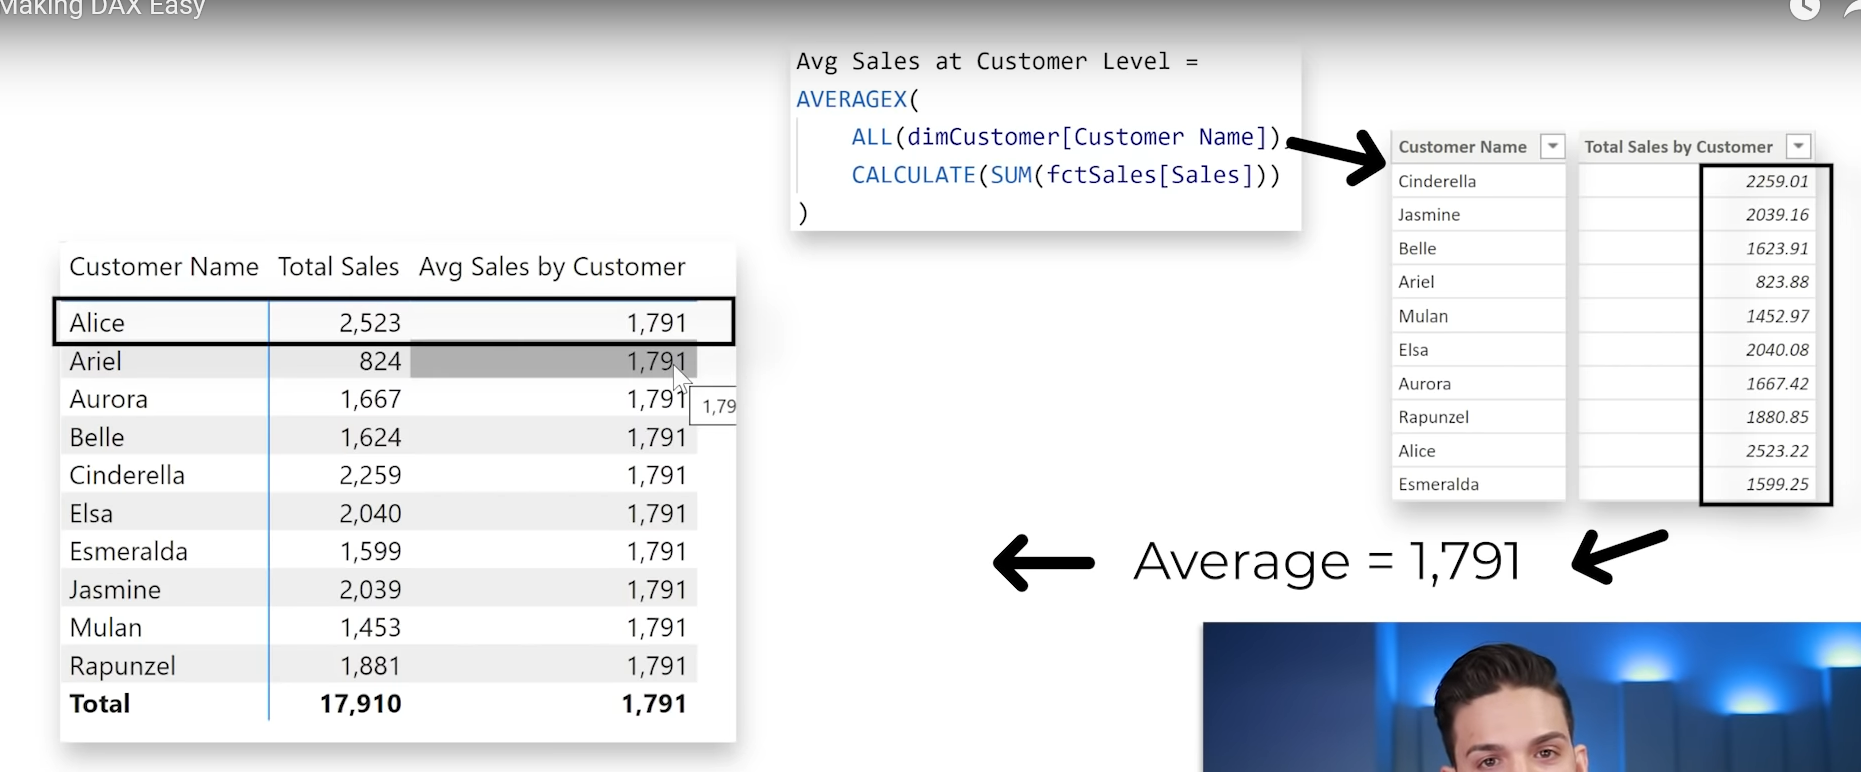 Making DAX Easy
Avg Sales at Customer Level =
AVERAGEX(
ALL(dimCustomer[Customer Name]),
CALCULATE(SUM(fctSales[Sales]))
)
Customer Name Total Sales by Customer
Cinderella 2259.01
Jasmine 2039.16
Belle 1623.91
Ariel 823.88
Mulan 1452.97
Elsa 2040.08
Aurora 1667.42
Rapunzel 1880.85
Alice 2523.22
Esmeralda 1599.25
Customer Name Total Sales Avg Sales by Customer
Alice 2,523 1,791
Ariel 824 1,791
Aurora 1,667 1,791
1,79
Belle 1,624 1,791
Cinderella 2,259 1,791
Elsa 2,040 1,791
Esmeralda 1,599 1,791
Jasmine 2,039 1,791
Mulan 1,453 1,791
Rapunzel 1,881 1,791
Total 17,910 1,791
Average = 1,791